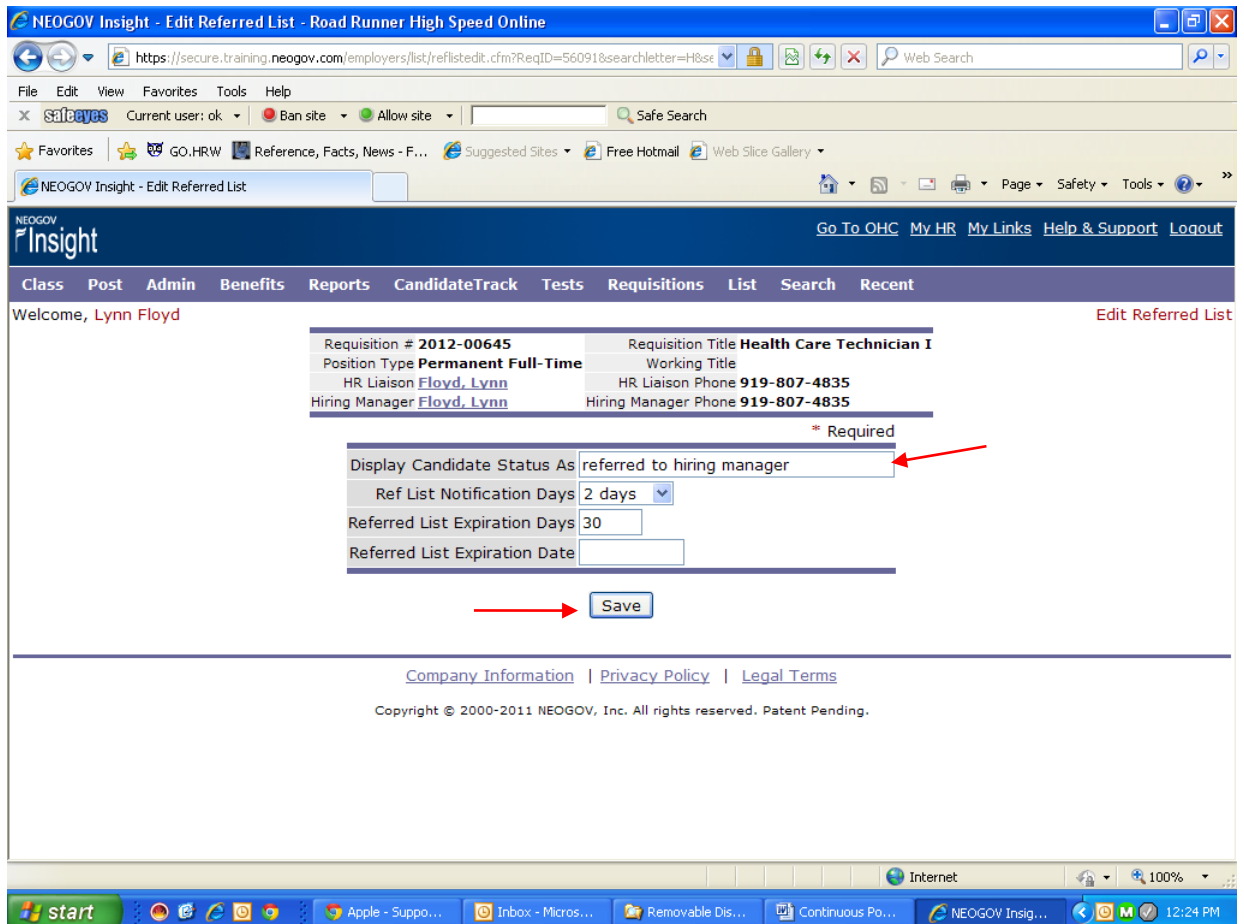 NEOGOV Insight - Edit Referred List - Road Runner High Speed Online
https://secure.training.neogov.com/employers/list/reflistedit.cfm?ReqID=56091&searchletter=H&se
Web Search
File Edit View Favorites Tools Help
x safeeyes Current user: ok Ban site Allow site Safe Search
Favorites GO.HRW Reference, Facts, News - F... Suggested Sites Free Hotmail Web Slice Gallery
NEOGOV Insight - Edit Referred List Page Safety Tools »
NEOGOV
Insight
Go To OHC My HR My Links Help & Support Logout
Class Post Admin Benefits Reports CandidateTrack Tests Requisitions List Search Recent
Welcome, Lynn Floyd Edit Referred List
Requisition # 2012-00645 Requisition Title Health Care Technician I
Position Type Permanent Full-Time Working Title
HR Liaison Floyd, Lynn HR Liaison Phone 919-807-4835
Hiring Manager Floyd, Lynn Hiring Manager Phone 919-807-4835
* Required
Display Candidate Status As referred to hiring manager
Ref List Notification Days 2 days
Referred List Expiration Days 30
Referred List Expiration Date
Save
Company Information | Privacy Policy | Legal Terms
Copyright © 2000-2011 NEOGOV, Inc. All rights reserved. Patent Pending.
Internet 100%
start Apple - Suppo... Inbox - Micros... Removable Dis... Continuous Po... NEOGOV Insig... 12:24 PM